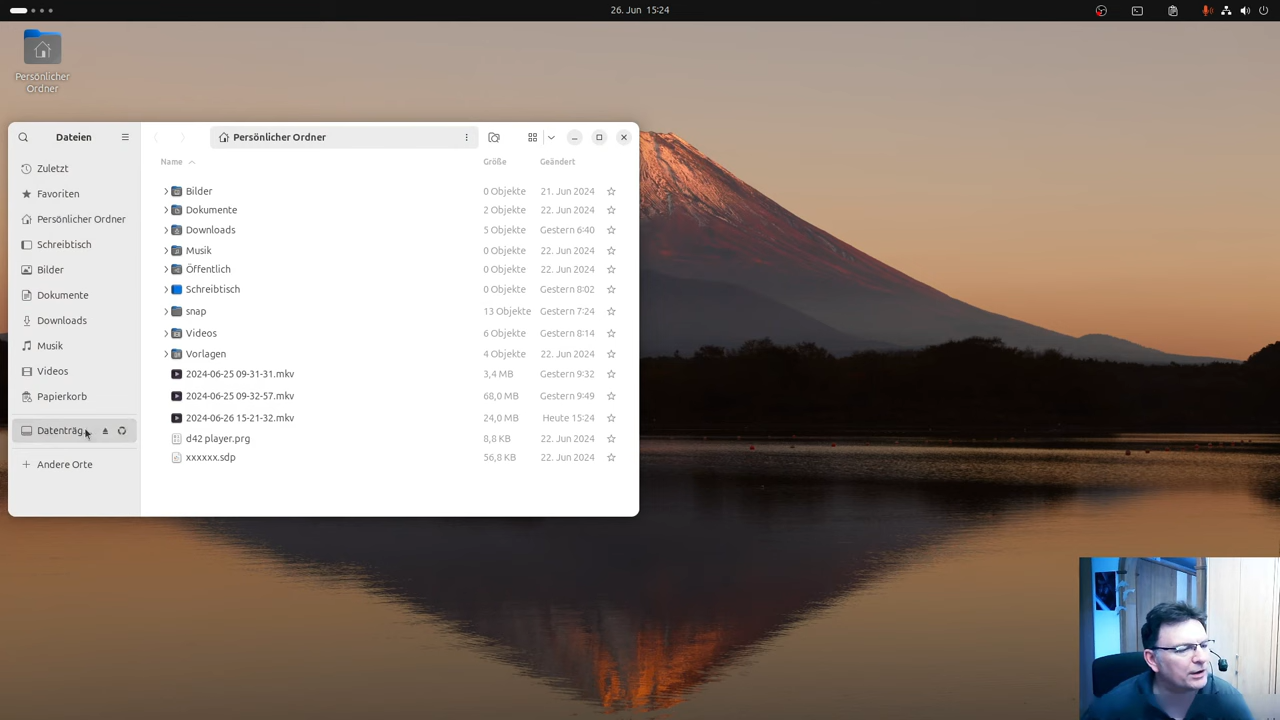 26. Jun 15:24
Persönlicher
Ordner
Dateien
Persönlicher Ordner
Zuletzt
Favoriten
Persönlicher Ordner
Schreibtisch
Bilder
Dokumente
Downloads
Musik
Videos
Papierkorb
Datenträg…
Andere Orte
Name Größe Geändert
Bilder 0 Objekte 21. Jun 2024
Dokumente 2 Objekte 22. Jun 2024
Downloads 5 Objekte Gestern 6:40
Musik 0 Objekte 22. Jun 2024
Öffentlich 0 Objekte 22. Jun 2024
Schreibtisch 0 Objekte Gestern 8:02
snap 13 Objekte Gestern 7:24
Videos 6 Objekte Gestern 8:14
Vorlagen 4 Objekte 22. Jun 2024
2024-06-25 09-31-31.mkv 3,4 MB Gestern 9:32
2024-06-25 09-32-57.mkv 68,0 MB Gestern 9:49
2024-06-26 15-21-32.mkv 24,0 MB Heute 15:24
d42 player.prg 8,8 KB 22. Jun 2024
xxxxxx.sdp 56,8 KB 22. Jun 2024